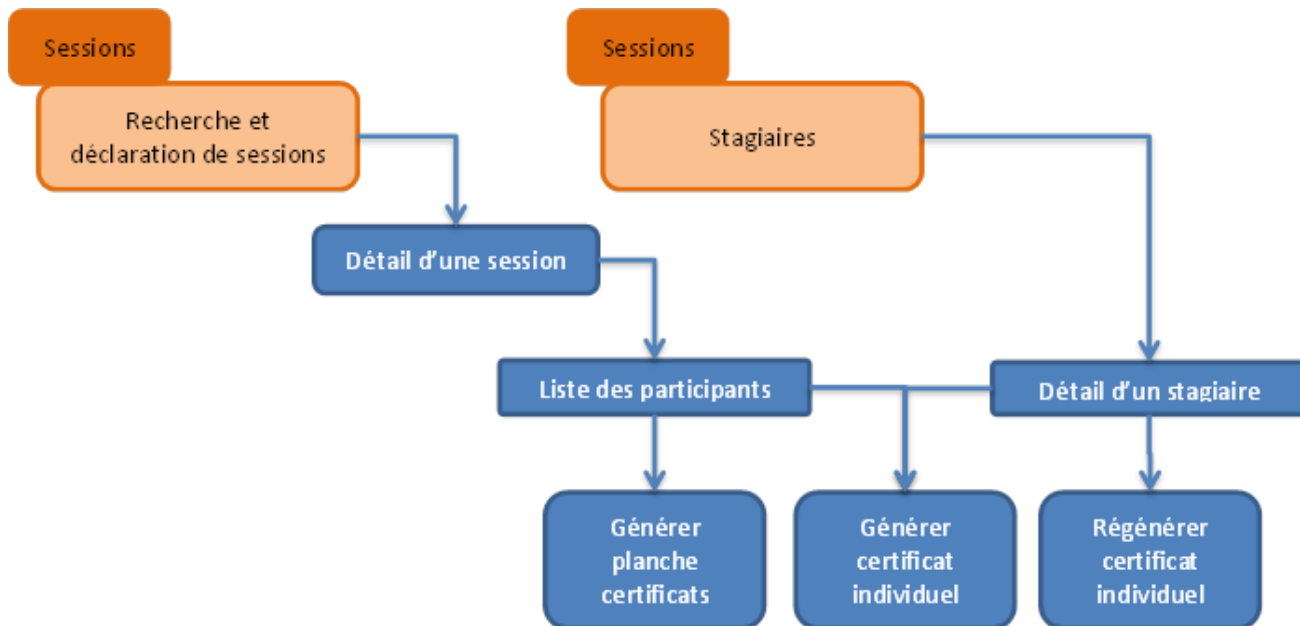 Sessions
Sessions
Recherche et
déclaration de sessions
Stagiaires
Détail d'une session
Liste des participants
Détail d'un stagiaire
Générer
planche
certificats
Générer
certificat
individuel
Régénérer
certificat
individuel